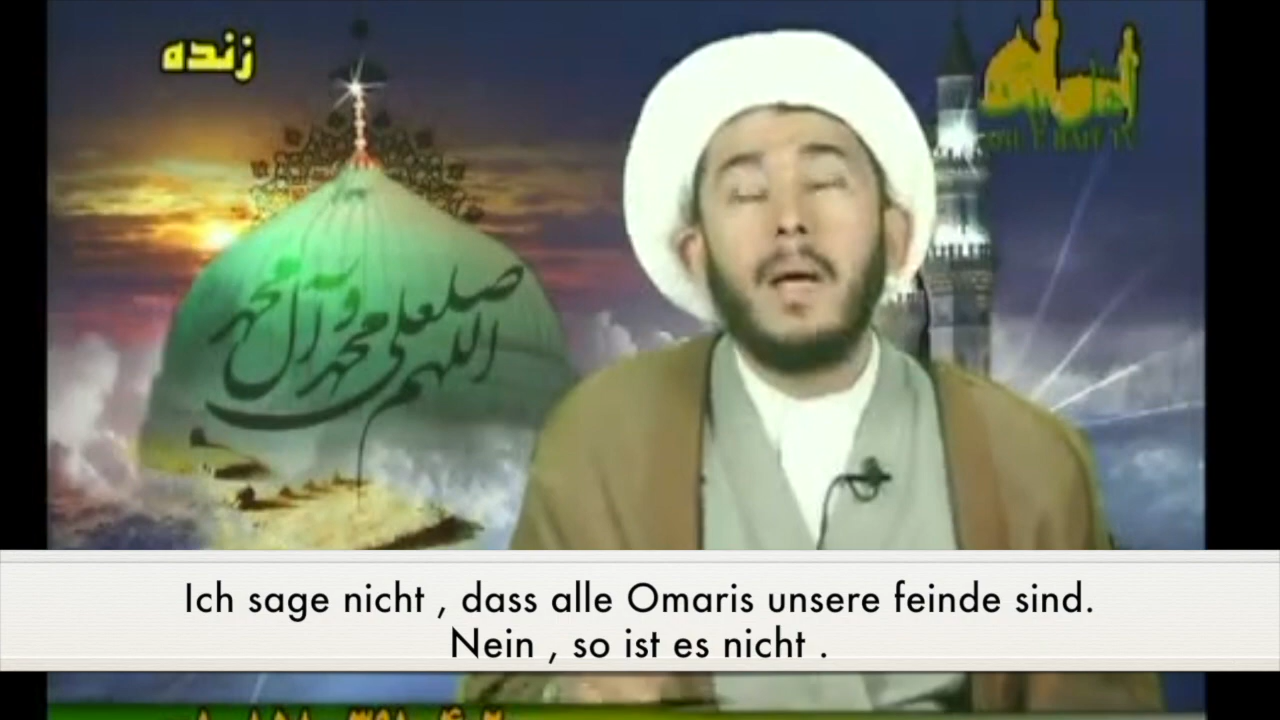 زنده
اللهم صل علی محمد و آل محمد
Ich sage nicht , dass alle Omaris unsere feinde sind.
Nein , so ist es nicht .